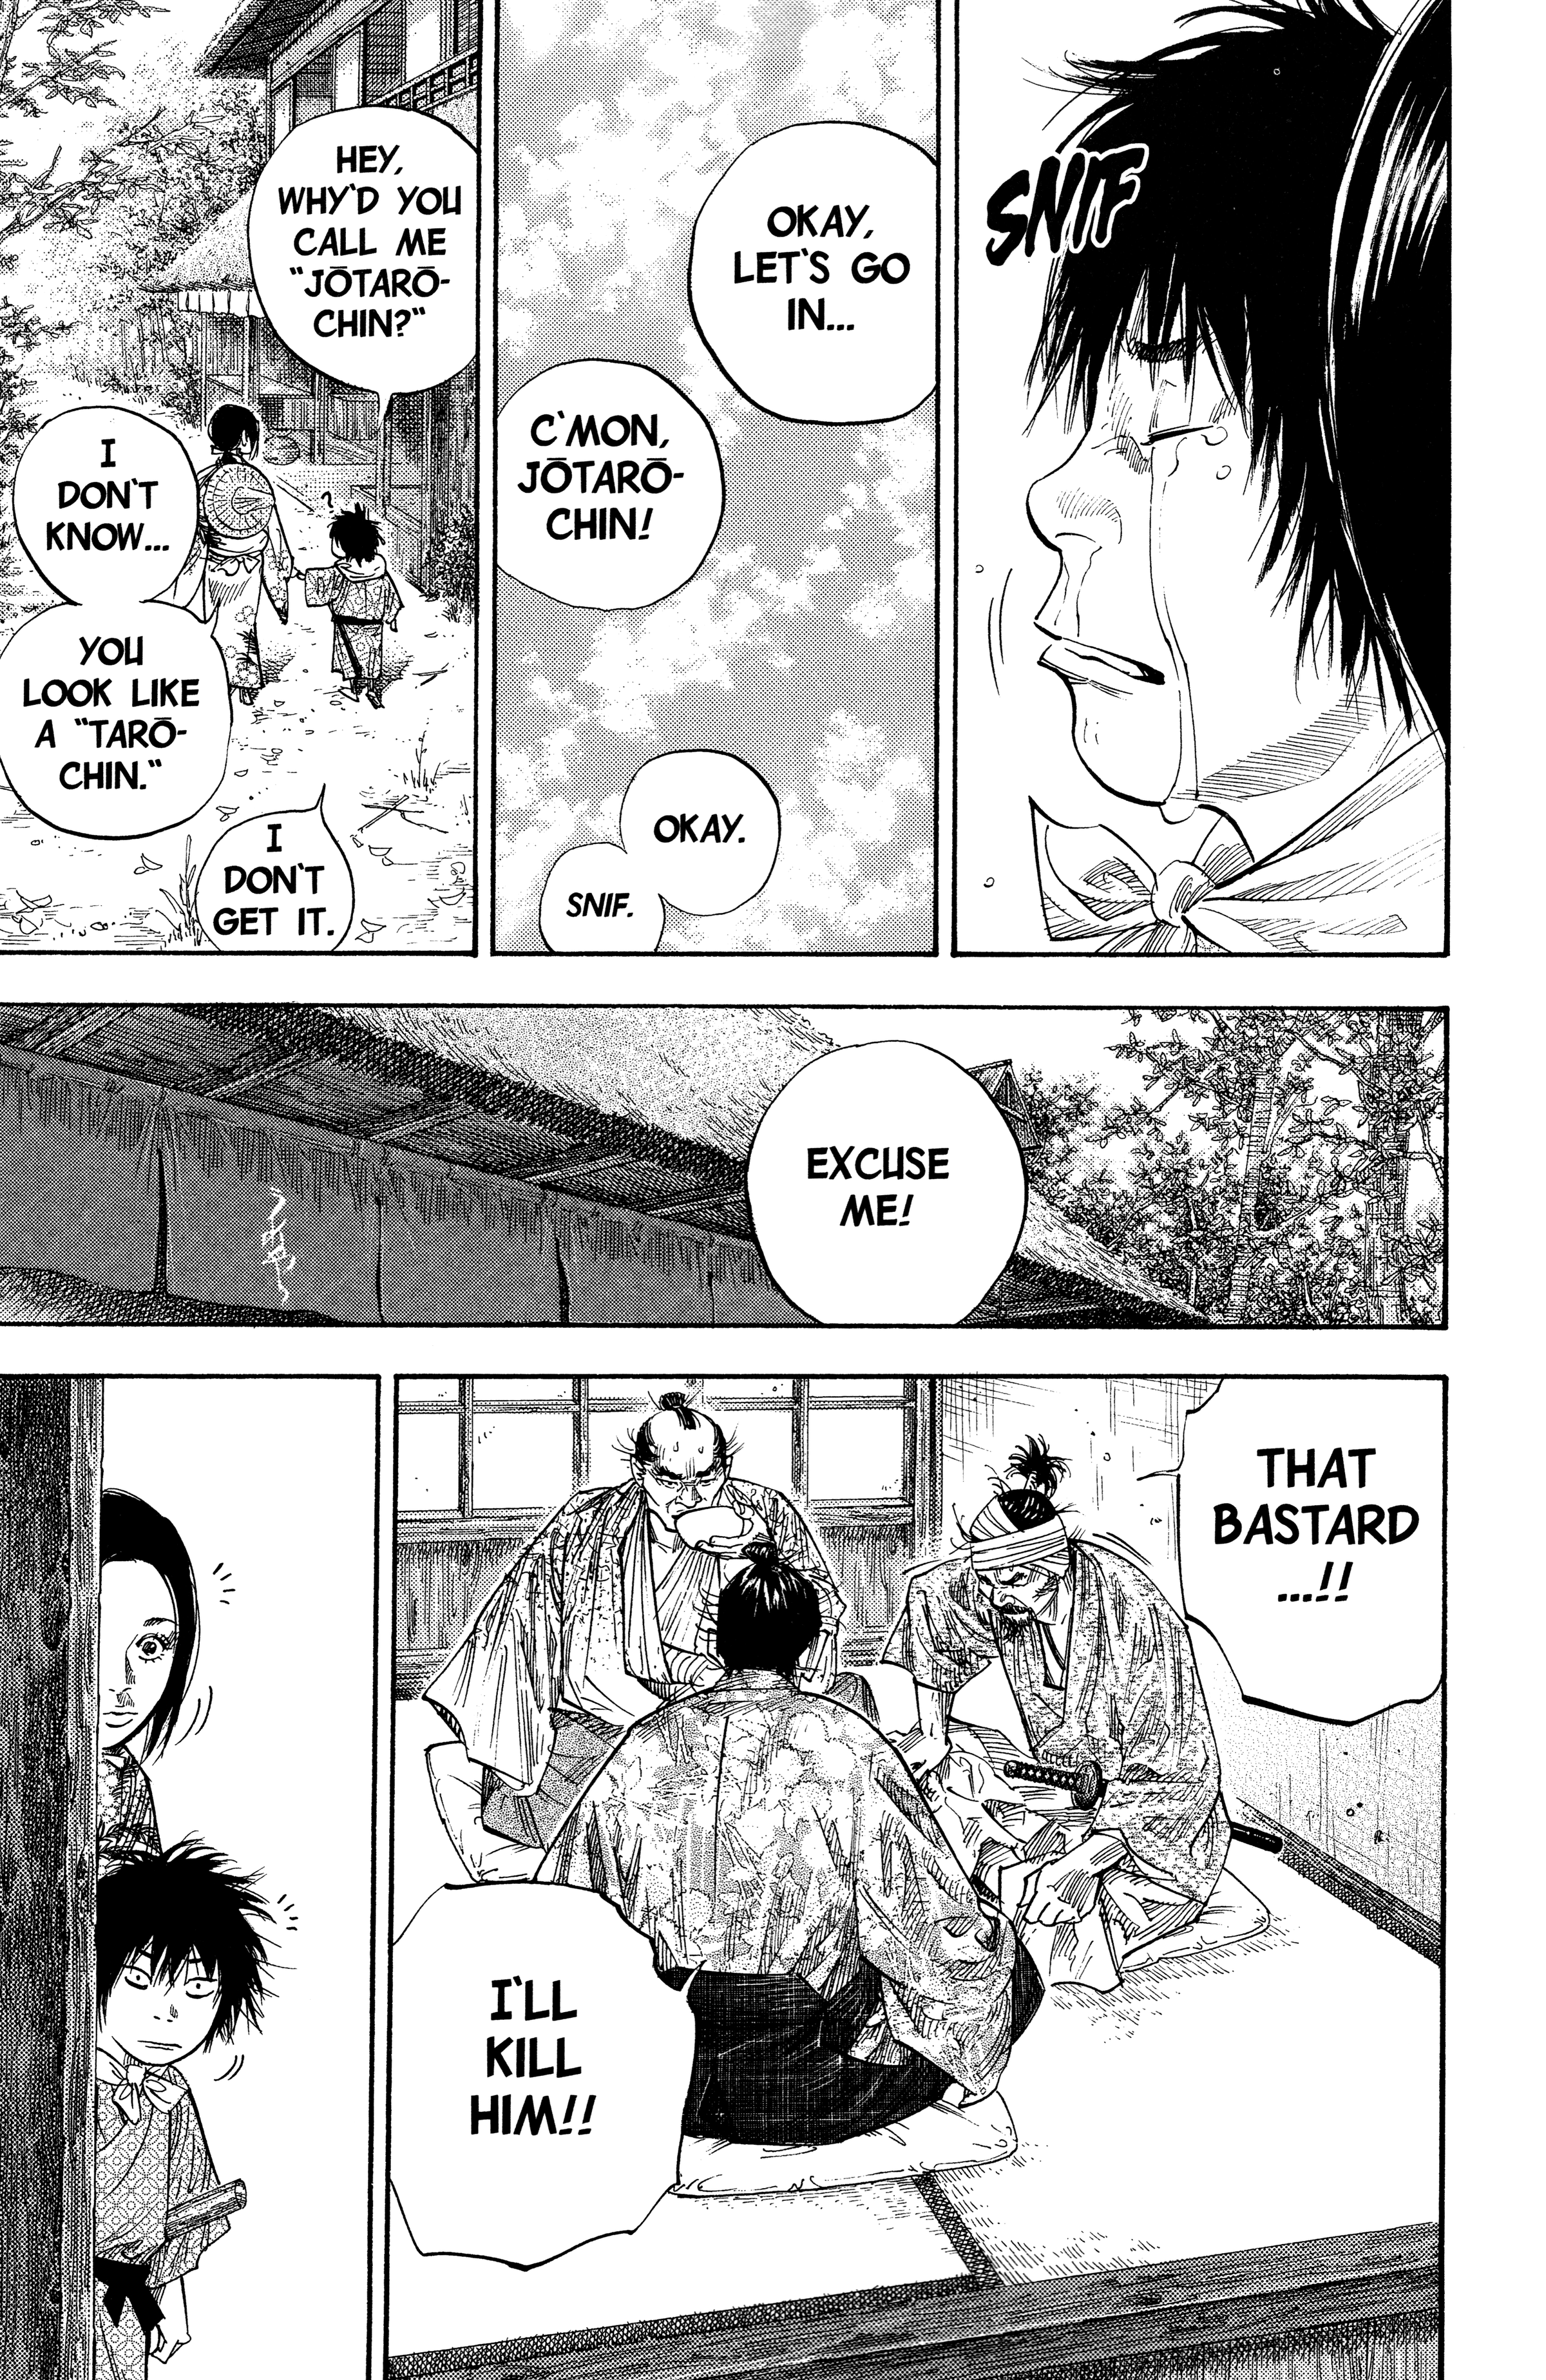 SNIF
OKAY,
LET'S GO
IN...
C'MON,
JŌTARŌ-
CHIN!
OKAY.
SNIF.
HEY,
WHY'D YOU
CALL ME
"JŌTARŌ-
CHIN?"
I
DON'T
KNOW...
?
YOU
LOOK LIKE
A "TARŌ-
CHIN."
I
DON'T
GET IT.
EXCUSE
ME!
THAT
BASTARD
...!!
I'LL
KILL
HIM!!